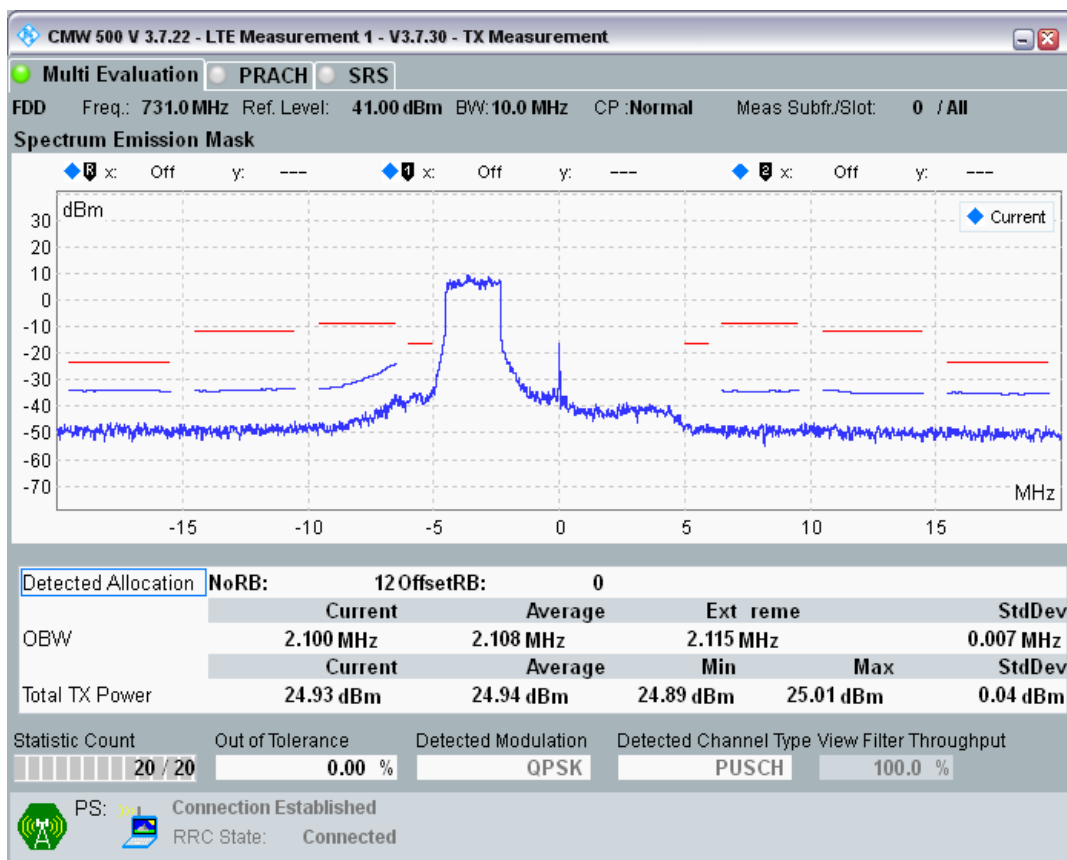 CMW 500 V 3.7.22 - LTE Measurement 1 - V3.7.30 - TX Measurement
Multi Evaluation PRACH SRS
FDD Freq.: 731.0 MHz Ref. Level: 41.00 dBm BW: 10.0 MHz CP :Normal Meas Subfr./Slot: 0 / All
Spectrum Emission Mask
R x: Off y: --- 1 x: Off y: --- 2 x: Off y: ---
dBm
Current
30
20
10
0
-10
-20
-30
-40
-50
-60
-70
MHz
-15 -10 -5 0 5 10 15
Detected Allocation NoRB: 12 OffsetRB: 0
Current Average Ext reme StdDev
OBW 2.100 MHz 2.108 MHz 2.115 MHz 0.007 MHz
Current Average Min Max StdDev
Total TX Power 24.93 dBm 24.94 dBm 24.89 dBm 25.01 dBm 0.04 dBm
Statistic Count Out of Tolerance Detected Modulation Detected Channel Type View Filter Throughput
20 / 20 0.00 % QPSK PUSCH 100.0 %
PS: Connection Established
RRC State: Connected